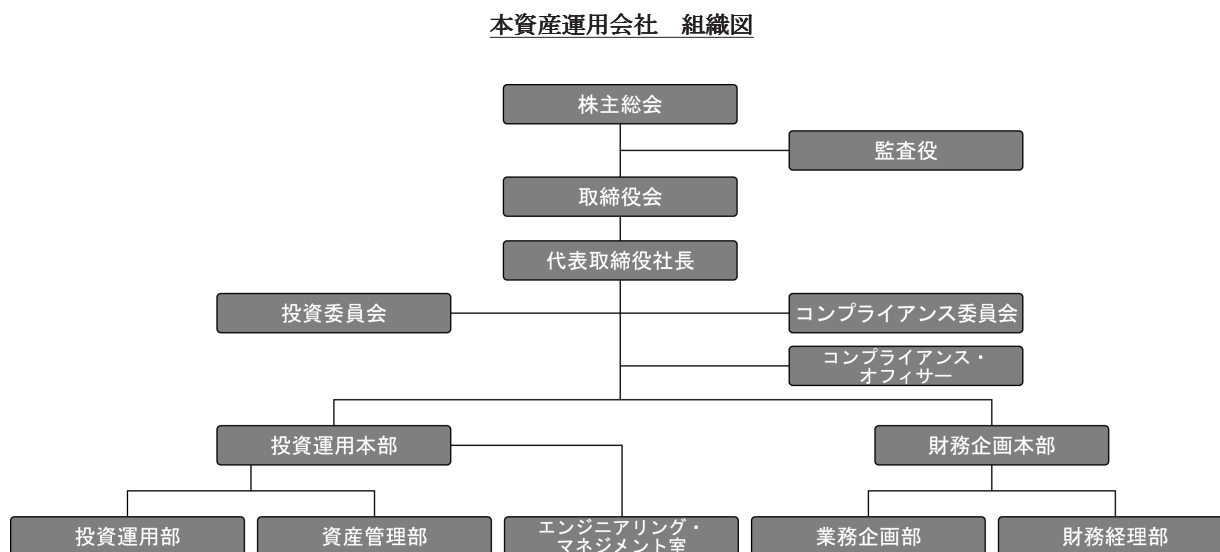 本資産運用会社　組織図
株主総会
監査役
取締役会
代表取締役社長
投資委員会
コンプライアンス委員会
コンプライアンス・
オフィサー
投資運用本部
財務企画本部
投資運用部
資産管理部
エンジニアリング・
マネジメント室
業務企画部
財務経理部